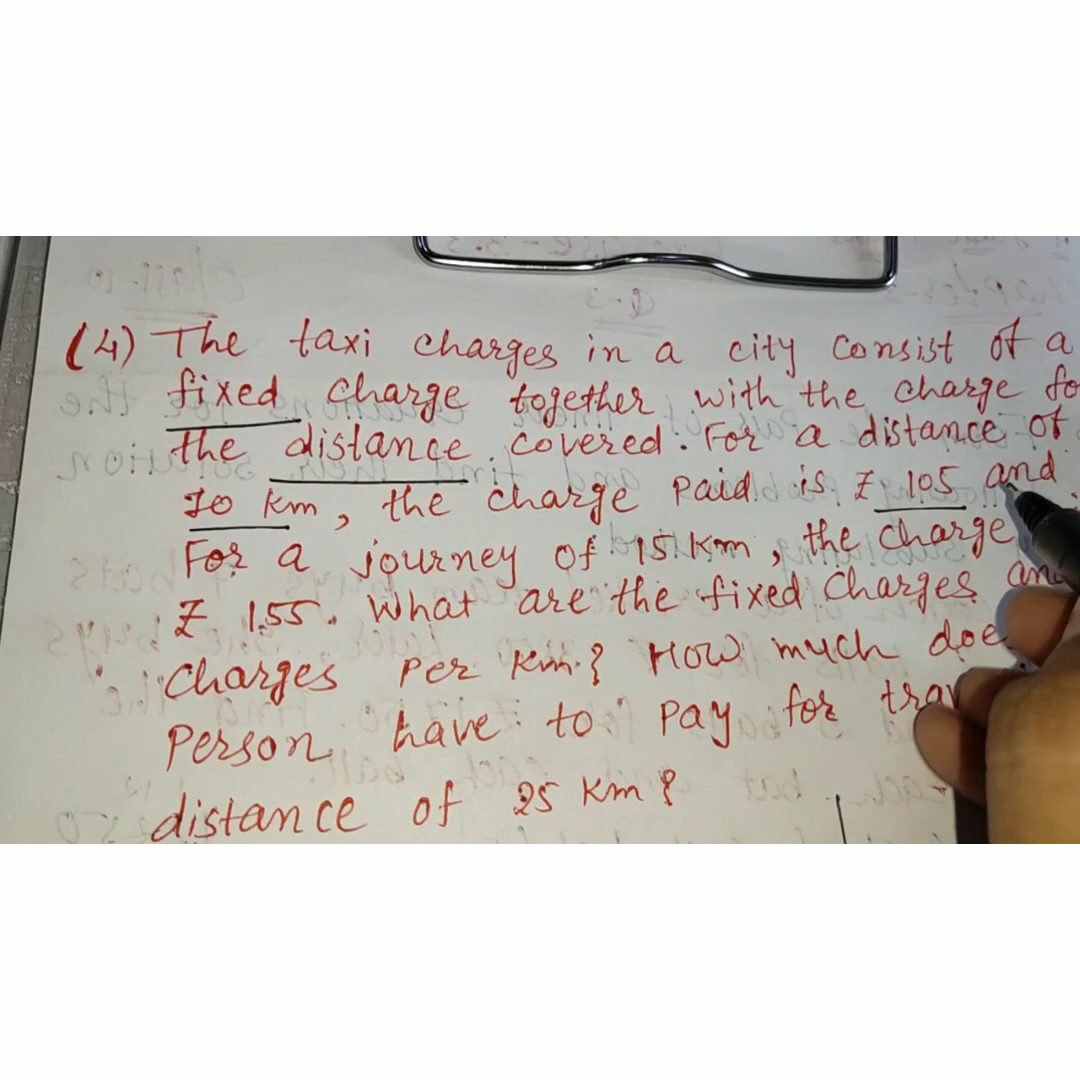 (4) The taxi charges in a city consist of a
fixed charge together with the charge fo
the distance covered. For a distance of
10 km, the charge paid is ₹ 105 and
For a journey of 15 Km, the charge
₹ 155. What are the fixed charges an
charges per km? How much doe
Person have to pay for trav
distance of 25 Km?